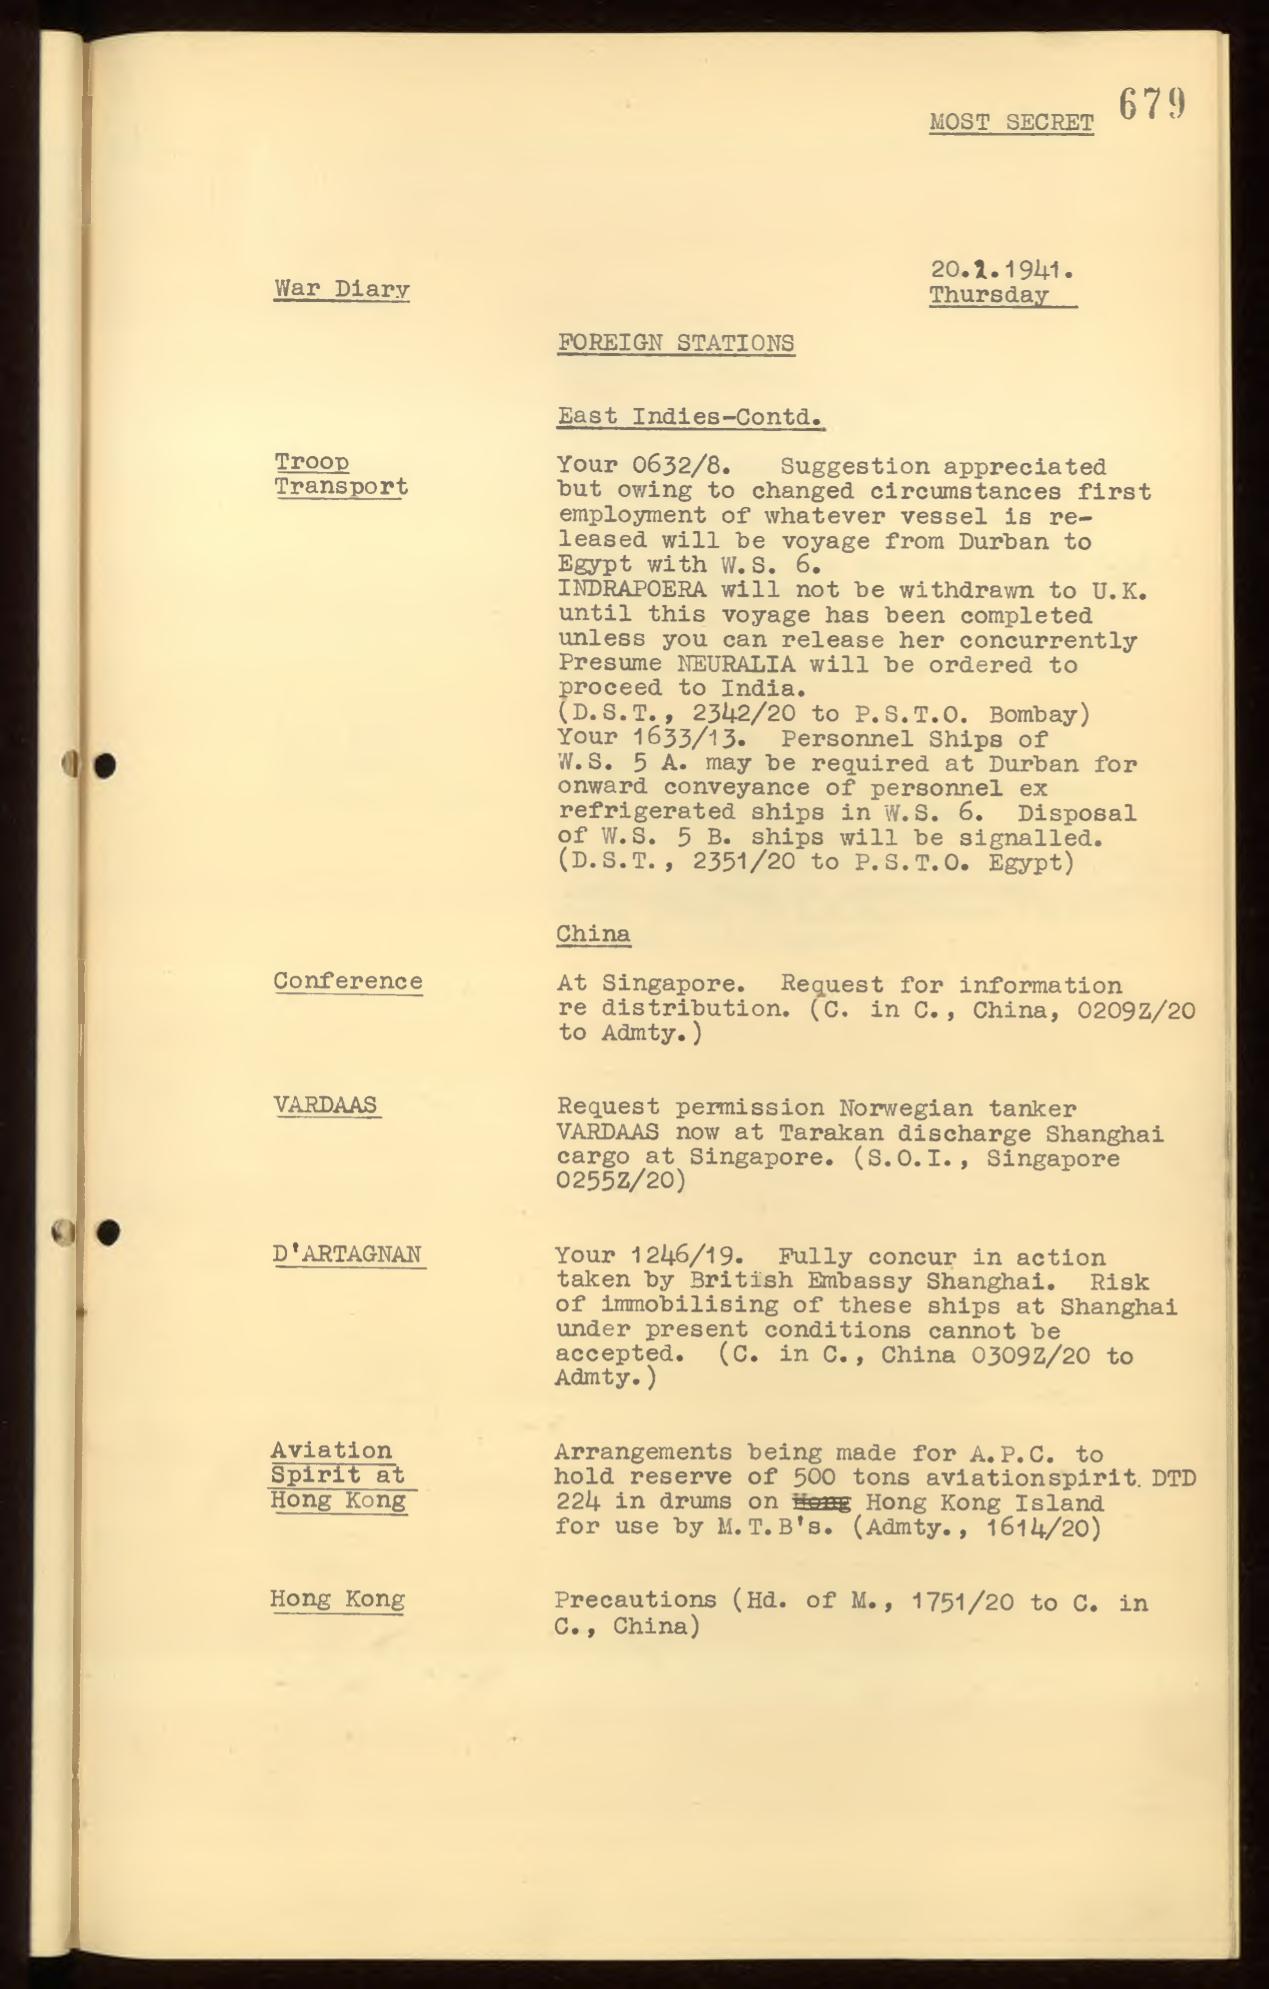 MOST SECRET 679
20.2.1941.
War Diary
Thursday
FOREIGN STATIONS
East Indies-Contd.
Troop
Transport
Your 0632/8. Suggestion appreciated
but owing to changed circumstances first
employment of whatever vessel is re-
leased will be voyage from Durban to
Egypt with W.S. 6.
INDRAPOERA will not be withdrawn to U.K.
until this voyage has been completed
unless you can release her concurrently
Presume NEURALIA will be ordered to
proceed to India.
(D.S.T., 2342/20 to P.S.T.O. Bombay)
Your 1633/13. Personnel Ships of
W.S. 5 A. may be required at Durban for
onward conveyance of personnel ex
refrigerated ships in W.S. 6. Disposal
of W.S. 5 B. ships will be signalled.
(D.S.T., 2351/20 to P.S.T.O. Egypt)
China
Conference
At Singapore. Request for information
re distribution. (C. in C., China, 0209Z/20
to Admty.)
VARDAAS
Request permission Norwegian tanker
VARDAAS now at Tarakan discharge Shanghai
cargo at Singapore. (S.O.I., Singapore
0255Z/20)
D'ARTAGNAN
Your 1246/19. Fully concur in action
taken by British Embassy Shanghai. Risk
of immobilising of these ships at Shanghai
under present conditions cannot be
accepted. (C. in C., China 0309Z/20 to
Admty.)
Aviation
Spirit at
Hong Kong
Arrangements being made for A.P.C. to
hold reserve of 500 tons aviationspirit. DTD
224 in drums on Hong Hong Kong Island
for use by M.T.B's. (Admty., 1614/20)
Hong Kong
Precautions (Hd. of M., 1751/20 to C. in
C., China)